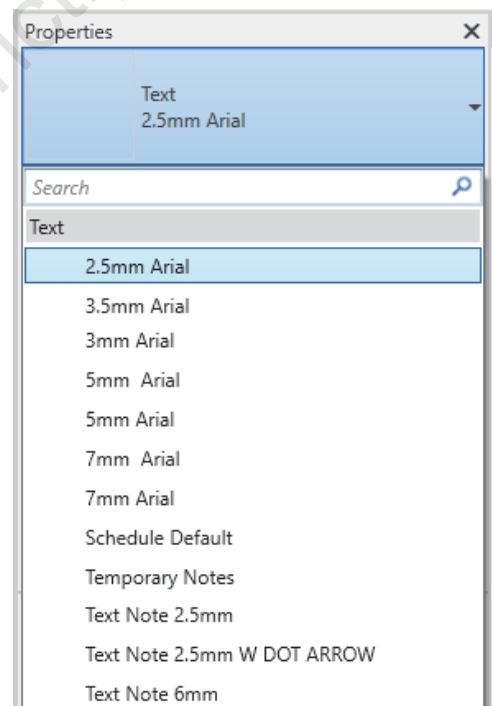 Properties
Text
2.5mm Arial
Search
Text
2.5mm Arial
3.5mm Arial
3mm Arial
5mm  Arial
5mm Arial
7mm  Arial
7mm Arial
Schedule Default
Temporary Notes
Text Note 2.5mm
Text Note 2.5mm W DOT ARROW
Text Note 6mm